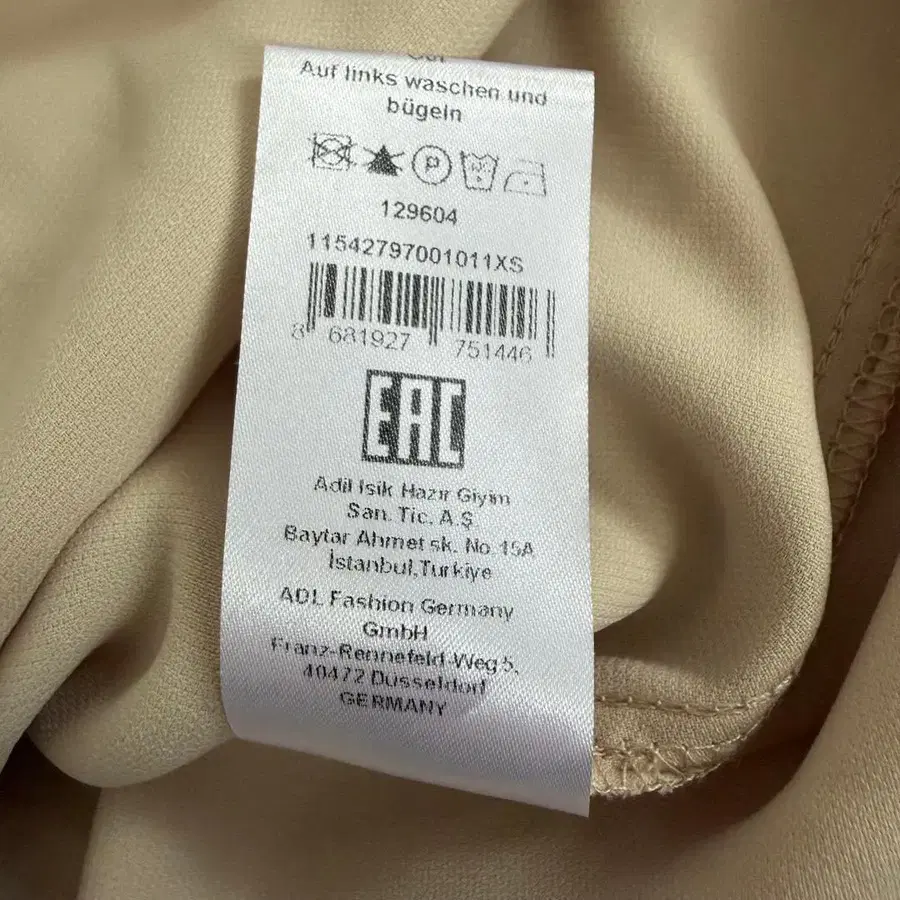 Auf links waschen und
bügeln
P
129604
11542797001011XS
8 681927 751446
EAC
Adil Isik Hazır Giyim
San. Tic. A.Ş.
Baytar Ahmet sk. No.15A
İstanbul,Turkiye
ADL Fashion Germany
GmbH
Franz-Rennefeld-Weg 5,
40472 Düsseldorf
GERMANY